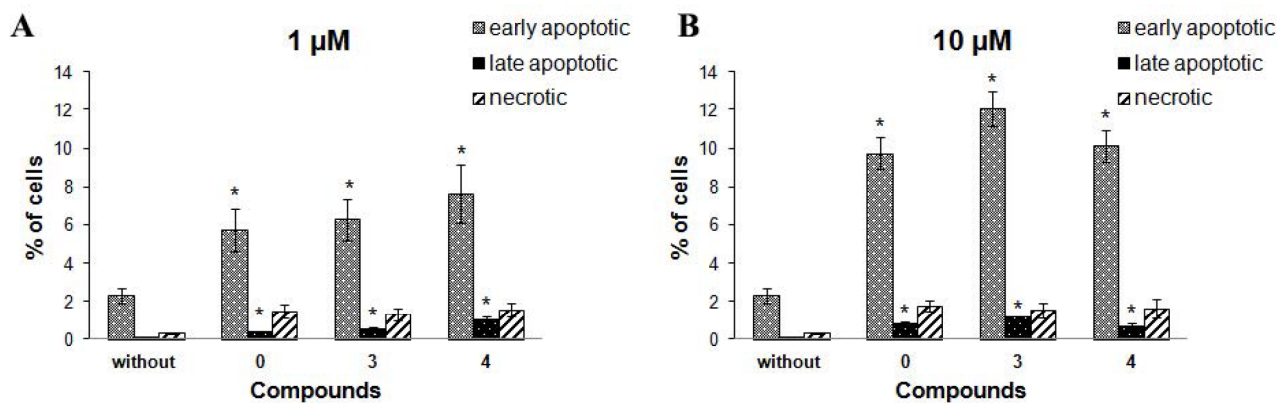 A
1 µM
early apoptotic
late apoptotic
necrotic
% of cells
14
12
10
8
6
4
2
0
*
*
*
*
*
*
without
0
3
4
Compounds
B
10 µM
early apoptotic
late apoptotic
necrotic
% of cells
14
12
10
8
6
4
2
0
*
*
*
*
*
*
without
0
3
4
Compounds